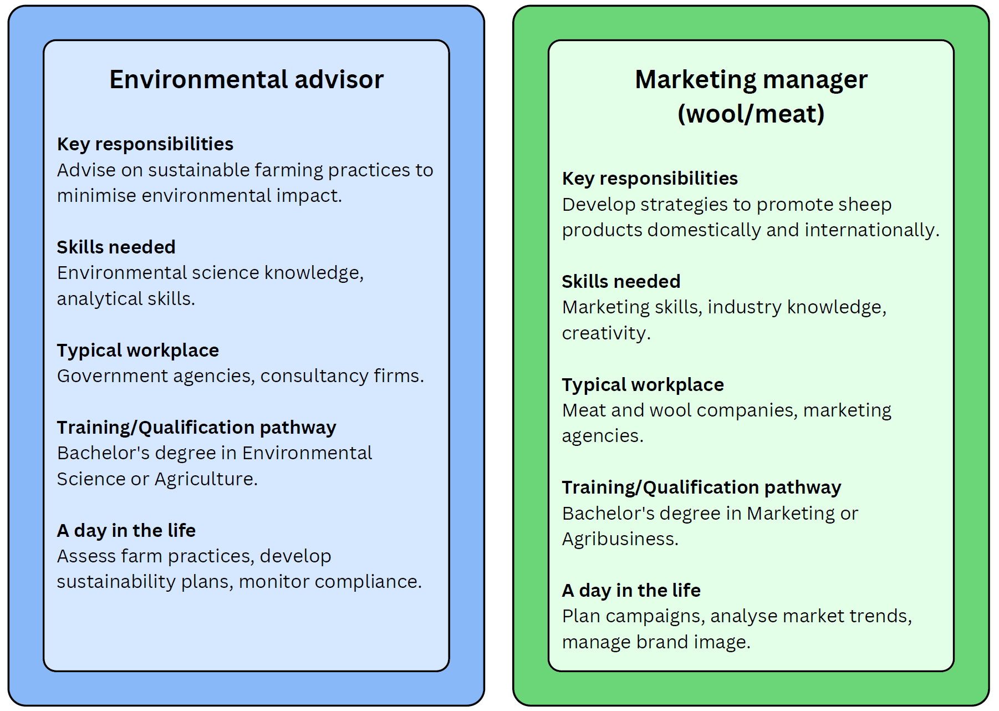 Environmental advisor
Key responsibilities
Advise on sustainable farming practices to
minimise environmental impact.
Skills needed
Environmental science knowledge,
analytical skills.
Typical workplace
Government agencies, consultancy firms.
Training/Qualification pathway
Bachelor's degree in Environmental
Science or Agriculture.
A day in the life
Assess farm practices, develop
sustainability plans, monitor compliance.
Marketing manager
(wool/meat)
Key responsibilities
Develop strategies to promote sheep
products domestically and internationally.
Skills needed
Marketing skills, industry knowledge,
creativity.
Typical workplace
Meat and wool companies, marketing
agencies.
Training/Qualification pathway
Bachelor's degree in Marketing or
Agribusiness.
A day in the life
Plan campaigns, analyse market trends,
manage brand image.